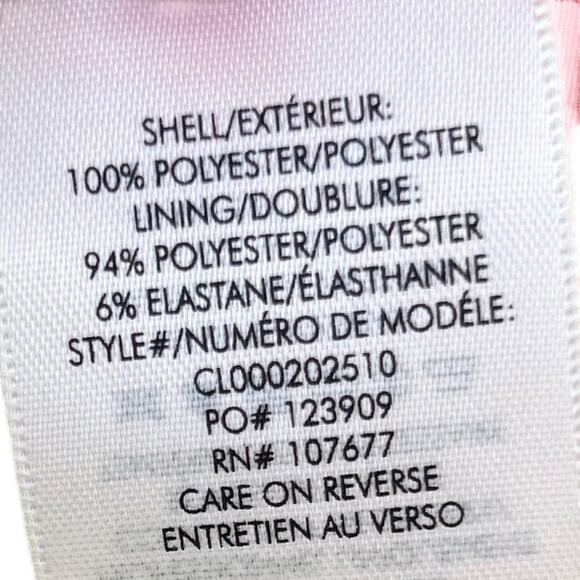 SHELL/EXTÉRIEUR:
100% POLYESTER/POLYESTER
LINING/DOUBLURE:
94% POLYESTER/POLYESTER
6% ELASTANE/ÉLASTHANNE
STYLE#/NUMÉRO DE MODÉLE:
CL000202510
PO# 123909
RN# 107677
CARE ON REVERSE
ENTRETIEN AU VERSO